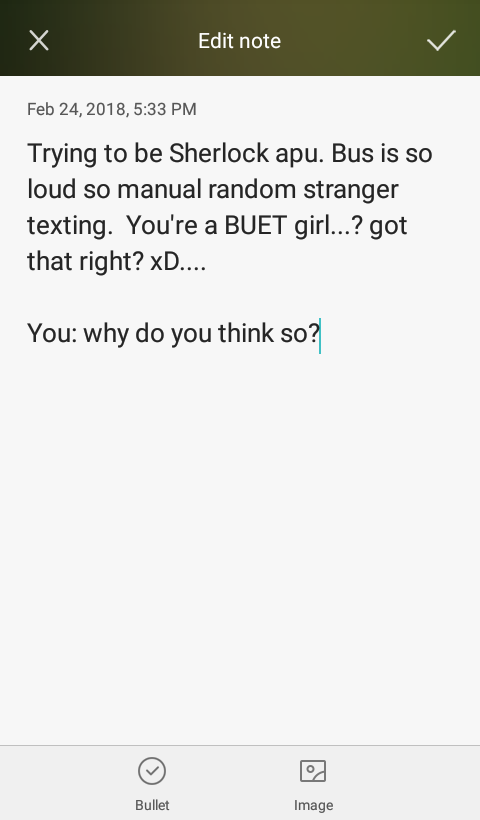 Edit note
Feb 24, 2018, 5:33 PM
Trying to be Sherlock apu. Bus is so
loud so manual random stranger
texting.  You're a BUET girl...? got
that right? xD....
You: why do you think so?
Bullet
Image